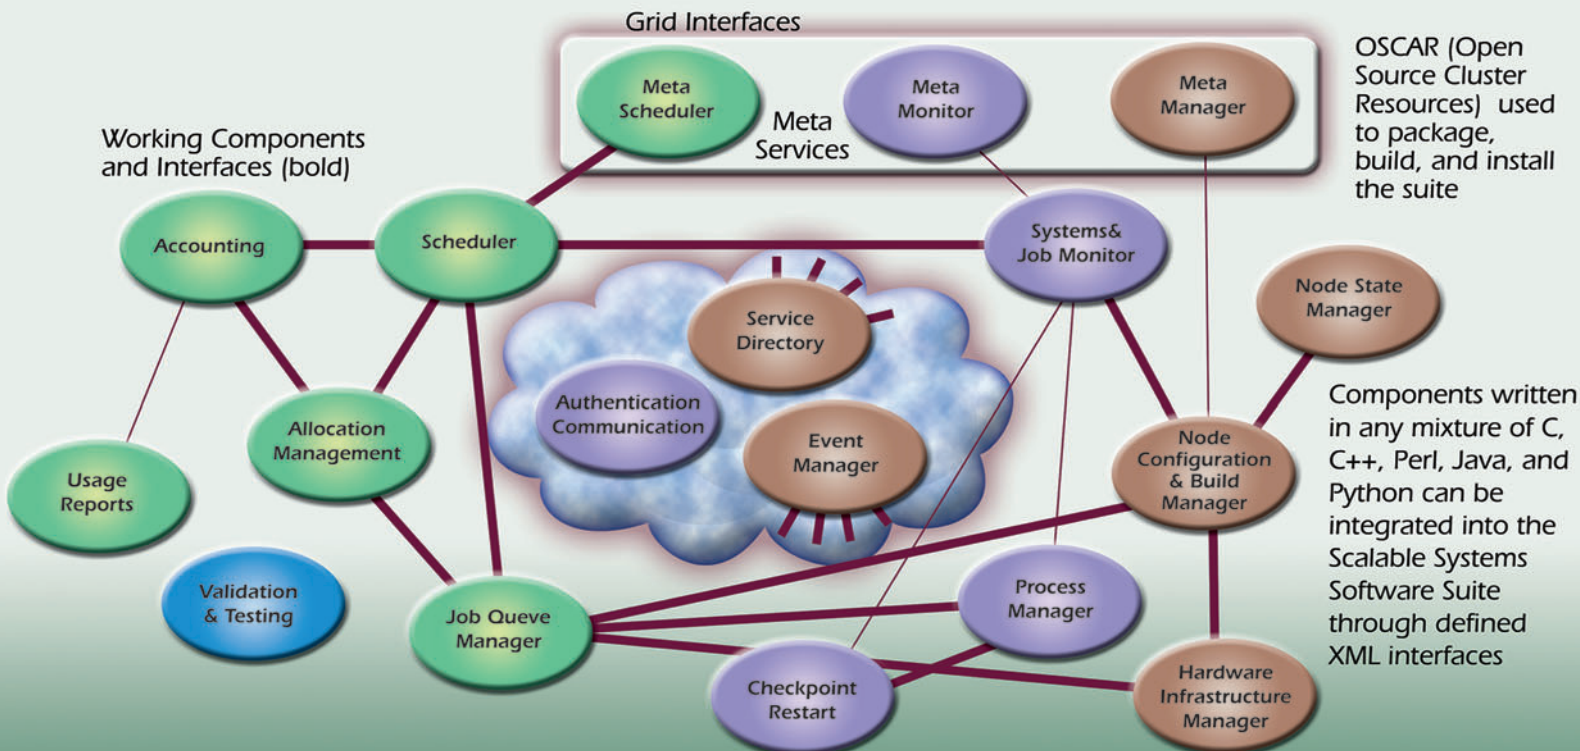 Grid Interfaces
Meta
Scheduler
Meta
Monitor
Meta
Manager
Meta
Services
OSCAR (Open
Source Cluster
Resources) used
to package,
build, and install
the suite
Working Components
and Interfaces (bold)
Accounting
Scheduler
Systems&
Job Monitor
Node State
Manager
Service
Directory
Authentication
Communication
Event
Manager
Allocation
Management
Usage
Reports
Node
Configuration
& Build
Manager
Components written
in any mixture of C,
C++, Perl, Java, and
Python can be
integrated into the
Scalable Systems
Software Suite
through defined
XML interfaces
Validation
& Testing
Job Queve
Manager
Process
Manager
Checkpoint
Restart
Hardware
Infrastructure
Manager